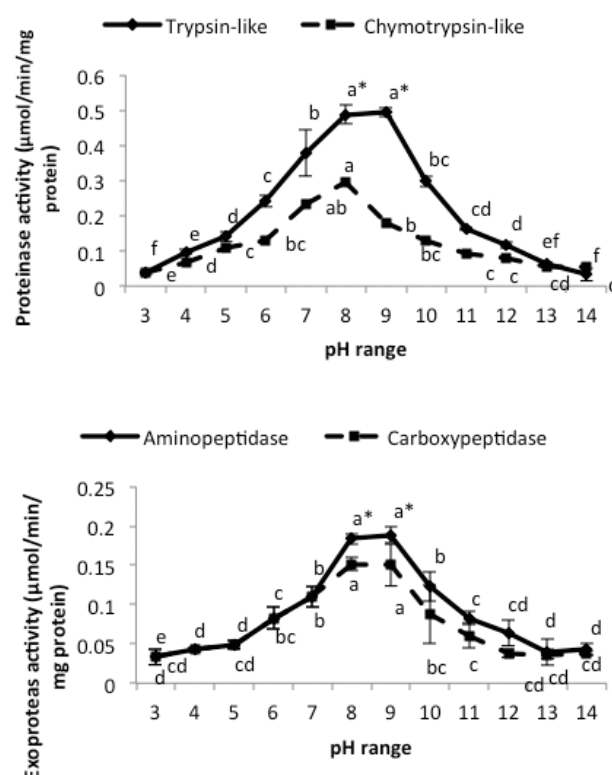 Trypsin-like Chymotrypsin-like
Proteinase activity (μmol/min/mg
protein)
0.6
0.5
0.4
0.3
0.2
0.1
0
a* a*
b
bc
c
a
cd
d
d
ab
e
ef
f
b
bc
bc
c
d
e
c c
cd
f
3 4 5 6 7 8 9 10 11 12 13 14
pH range
Aminopeptidase Carboxypeptidase
Exoproteas activity (μmol/min/
mg protein)
0.25
0.2
0.15
0.1
0.05
0
a* a*
b
b
a
c
c
cd
a
b
d
d
d
d
e
bc
cd
cd
d
bc
c
cd
cd
3 4 5 6 7 8 9 10 11 12 13 14
pH range